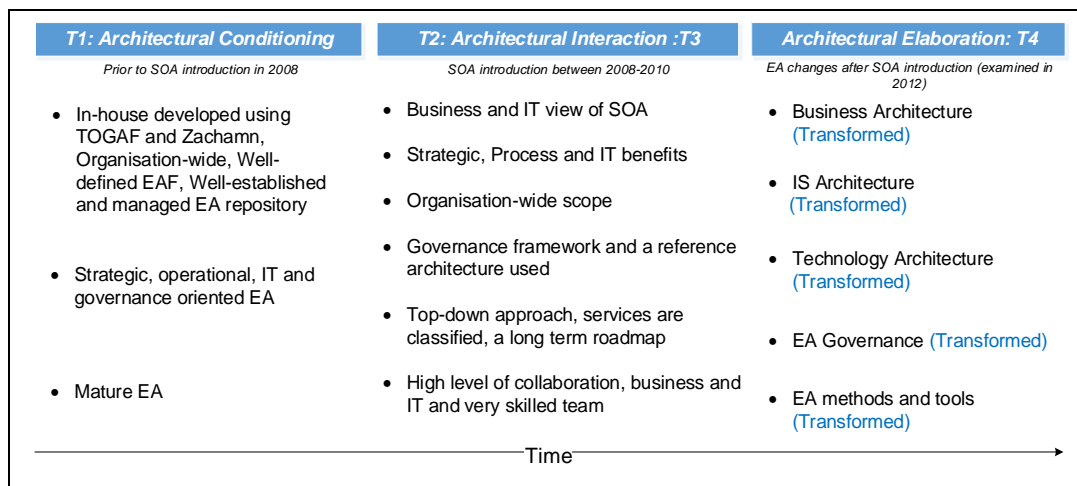 T1: Architectural Conditioning
Prior to SOA introduction in 2008
• In-house developed using
TOGAF and Zachamn,
Organisation-wide, Well-
defined EAF, Well-established
and managed EA repository
• Strategic, operational, IT and
governance oriented EA
• Mature EA
T2: Architectural Interaction :T3
SOA introduction between 2008-2010
• Business and IT view of SOA
• Strategic, Process and IT benefits
• Organisation-wide scope
• Governance framework and a reference
architecture used
• Top-down approach, services are
classified, a long term roadmap
• High level of collaboration, business and
IT and very skilled team
Architectural Elaboration: T4
EA changes after SOA introduction (examined in
2012)
• Business Architecture
(Transformed)
• IS Architecture
(Transformed)
• Technology Architecture
(Transformed)
• EA Governance (Transformed)
• EA methods and tools
(Transformed)
Time